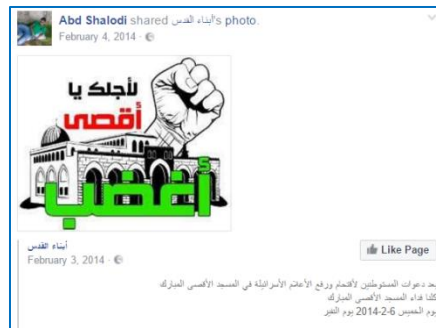 Abd Shalodi shared أبناء القدس's photo.
February 4, 2014
لأجلك يا
أقصى
أغضب
أبناء القدس
February 3, 2014
Like Page
بعد دعوات المستوطنين لأقتحام ورفع الأعلام الأسرائيلية في المسجد الأقصى المبارك
كلنا فداء المسجد الأقصى المبارك
يوم الخميس 6-2-2014 يوم النفير